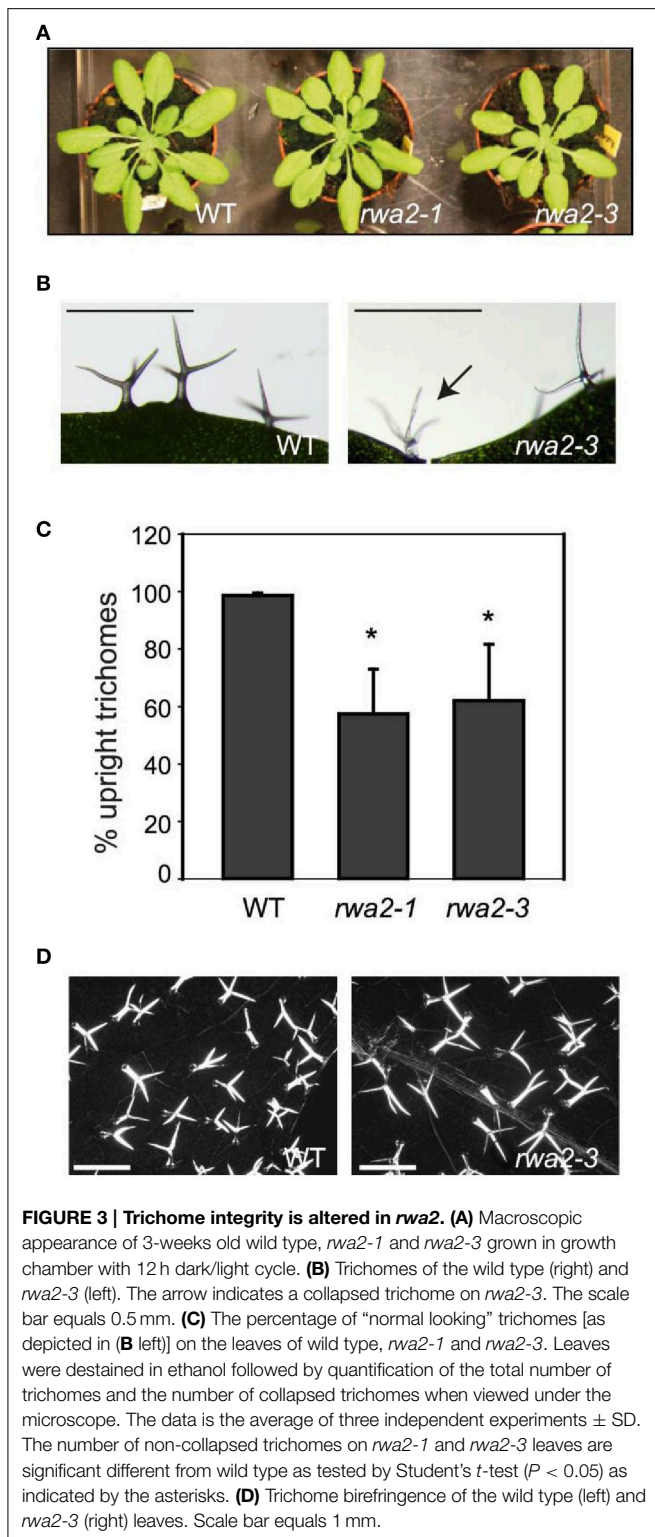 A
WT
rwa2-1
rwa2-3
B
WT
rwa2-3
C
% upright trichomes
120
100
80
60
40
20
0
*
*
WT
rwa2-1
rwa2-3
D
WT
rwa2-3
FIGURE 3 | Trichome integrity is altered in rwa2. (A) Macroscopic
appearance of 3-weeks old wild type, rwa2-1 and rwa2-3 grown in growth
chamber with 12 h dark/light cycle. (B) Trichomes of the wild type (right) and
rwa2-3 (left). The arrow indicates a collapsed trichome on rwa2-3. The scale
bar equals 0.5 mm. (C) The percentage of “normal looking” trichomes [as
depicted in (B left)] on the leaves of wild type, rwa2-1 and rwa2-3. Leaves
were destained in ethanol followed by quantification of the total number of
trichomes and the number of collapsed trichomes when viewed under the
microscope. The data is the average of three independent experiments ± SD.
The number of non-collapsed trichomes on rwa2-1 and rwa2-3 leaves are
significant different from wild type as tested by Student’s t-test (P < 0.05) as
indicated by the asterisks. (D) Trichome birefringence of the wild type (left) and
rwa2-3 (right) leaves. Scale bar equals 1 mm.